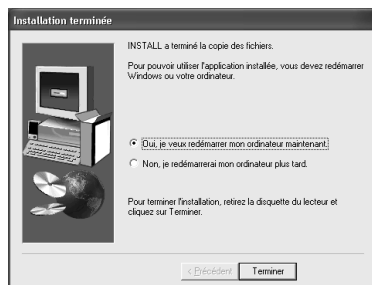 Installation terminée
INSTALL a terminé la copie des fichiers.
Pour pouvoir utiliser l'application installée, vous devez redémarrer
Windows ou votre ordinateur.
Oui, je veux redémarrer mon ordinateur maintenant.
Non, je redémarrerai mon ordinateur plus tard.
Pour terminer l'installation, retirez la disquette du lecteur et
cliquez sur Terminer.
< Précédent
Terminer